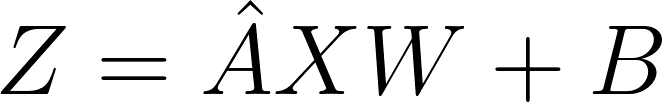 Z = ÂXW + B